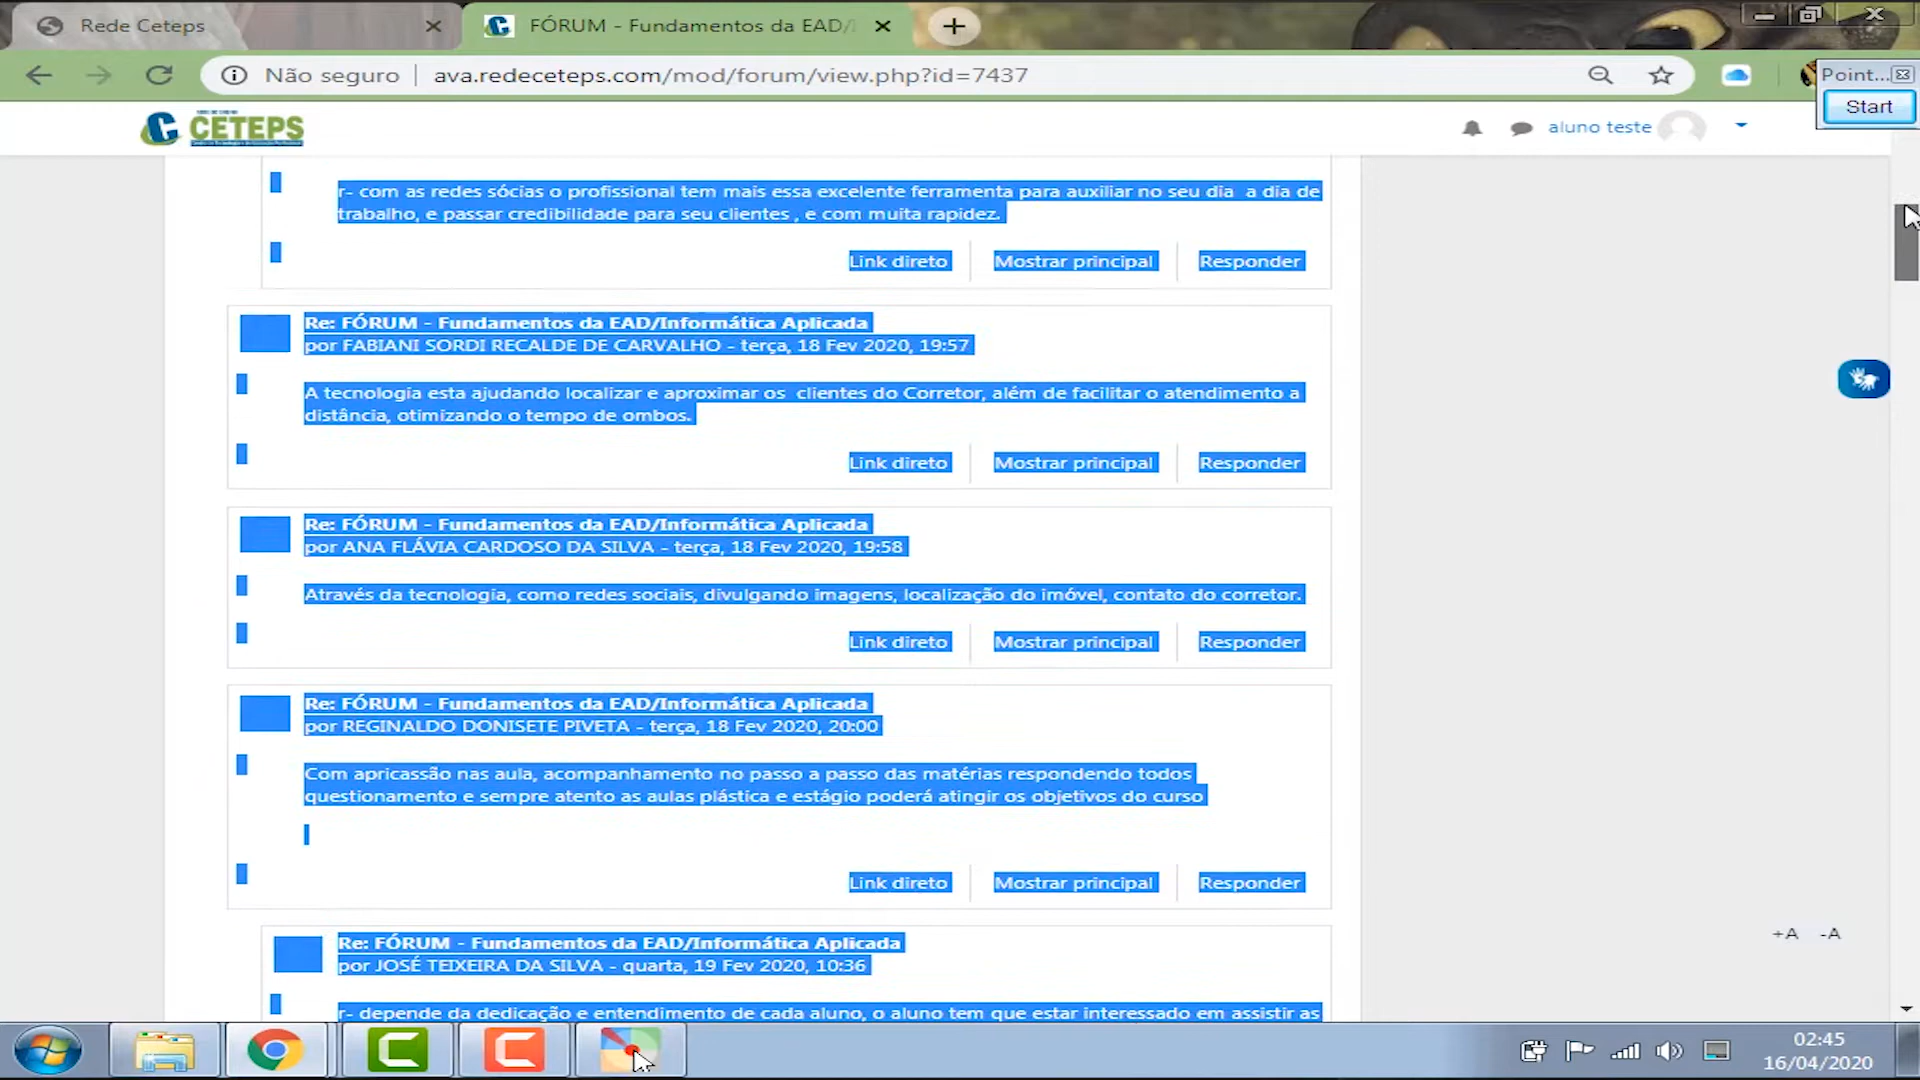 Rede Ceteps
FÓRUM - Fundamentos da EAD/I
Não seguro
ava.redeceteps.com/mod/forum/view.php?id=7437
Point...
Start
CETEPS
aluno teste
r- com as redes sócias o profissional tem mais essa excelente ferramenta para auxiliar no seu dia a dia de
trabalho, e passar credibilidade para seu clientes , e com muita rapidez.
Link direto
Mostrar principal
Responder
Re: FÓRUM - Fundamentos da EAD/Informática Aplicada
por FABIANI SORDI RECALDE DE CARVALHO - terça, 18 Fev 2020, 19:57
A tecnologia esta ajudando localizar e aproximar os clientes do Corretor, além de facilitar o atendimento a
distância, otimizando o tempo de ombos.
Link direto
Mostrar principal
Responder
Re: FÓRUM - Fundamentos da EAD/Informática Aplicada
por ANA FLÁVIA CARDOSO DA SILVA - terça, 18 Fev 2020, 19:58
Através da tecnologia, como redes sociais, divulgando imagens, localização do imóvel, contato do corretor.
Link direto
Mostrar principal
Responder
Re: FÓRUM - Fundamentos da EAD/Informática Aplicada
por REGINALDO DONISETE PIVETA - terça, 18 Fev 2020, 20:00
Com apricassão nas aula, acompanhamento no passo a passo das matérias respondendo todos
questionamento e sempre atento as aulas plástica e estágio poderá atingir os objetivos do curso
Link direto
Mostrar principal
Responder
+A -A
Re: FÓRUM - Fundamentos da EAD/Informática Aplicada
por JOSÉ TEIXEIRA DA SILVA - quarta, 19 Fev 2020, 10:36
r- depende da dedicação e entendimento de cada aluno, o aluno tem que estar interessado em assistir as
02:45
16/04/2020